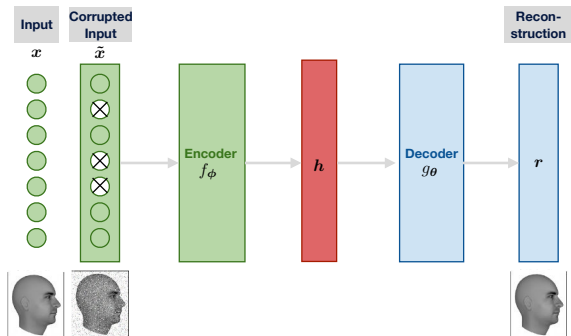 Input
Corrupted
Input
Recon-
struction
x
x̃
Encoder
f_ϕ
h
Decoder
g_θ
r